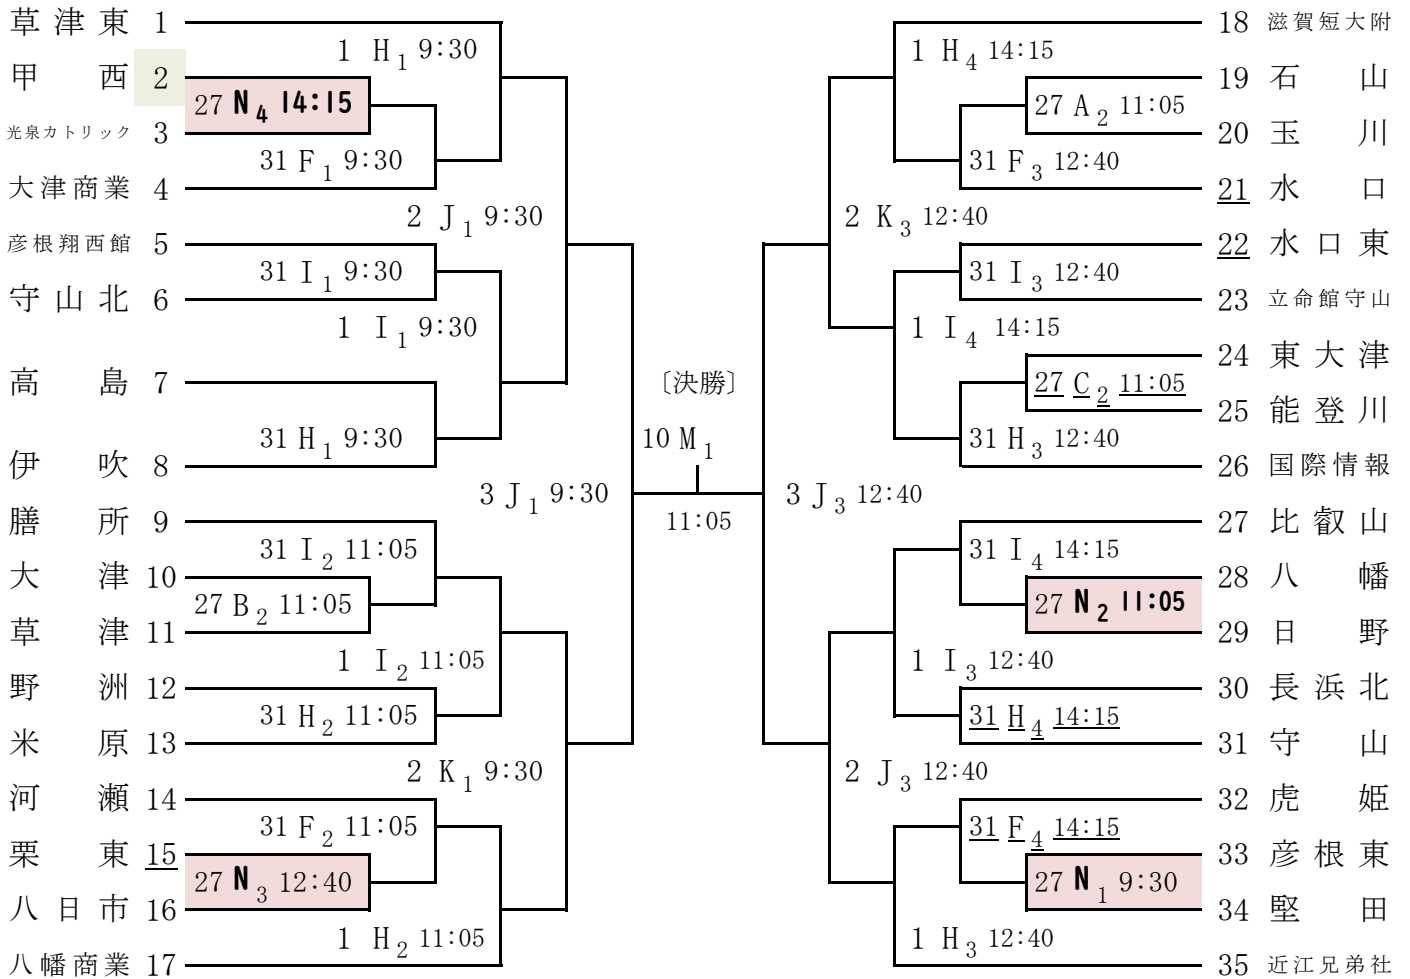 草津東 1
1 H1 9:30
甲西 2
27 N4 14:15
光泉カトリック 3
31 F1 9:30
大津商業 4
2 J1 9:30
彦根翔西館 5
31 I1 9:30
守山北 6
1 I1 9:30
高島 7
31 H1 9:30
伊吹 8
3 J1 9:30
膳所 9
31 I2 11:05
大津 10
27 B2 11:05
草津 11
1 I2 11:05
野洲 12
31 H2 11:05
米原 13
2 K1 9:30
河瀬 14
31 F2 11:05
栗東 15
27 N3 12:40
八日市 16
1 H2 11:05
八幡商業 17
〔決勝〕
10 M1
11:05
18 滋賀短大附
1 H4 14:15
19 石山
27 A2 11:05
20 玉川
31 F3 12:40
21 水口
2 K3 12:40
22 水口東
31 I3 12:40
23 立命館守山
1 I4 14:15
24 東大津
27 C2 11:05
25 能登川
31 H3 12:40
26 国際情報
3 J3 12:40
27 比叡山
31 I4 14:15
28 八幡
27 N2 11:05
29 日野
1 I3 12:40
30 長浜北
31 H4 14:15
31 守山
2 J3 12:40
32 虎姫
31 F4 14:15
33 彦根東
27 N1 9:30
34 堅田
1 H3 12:40
35 近江兄弟社